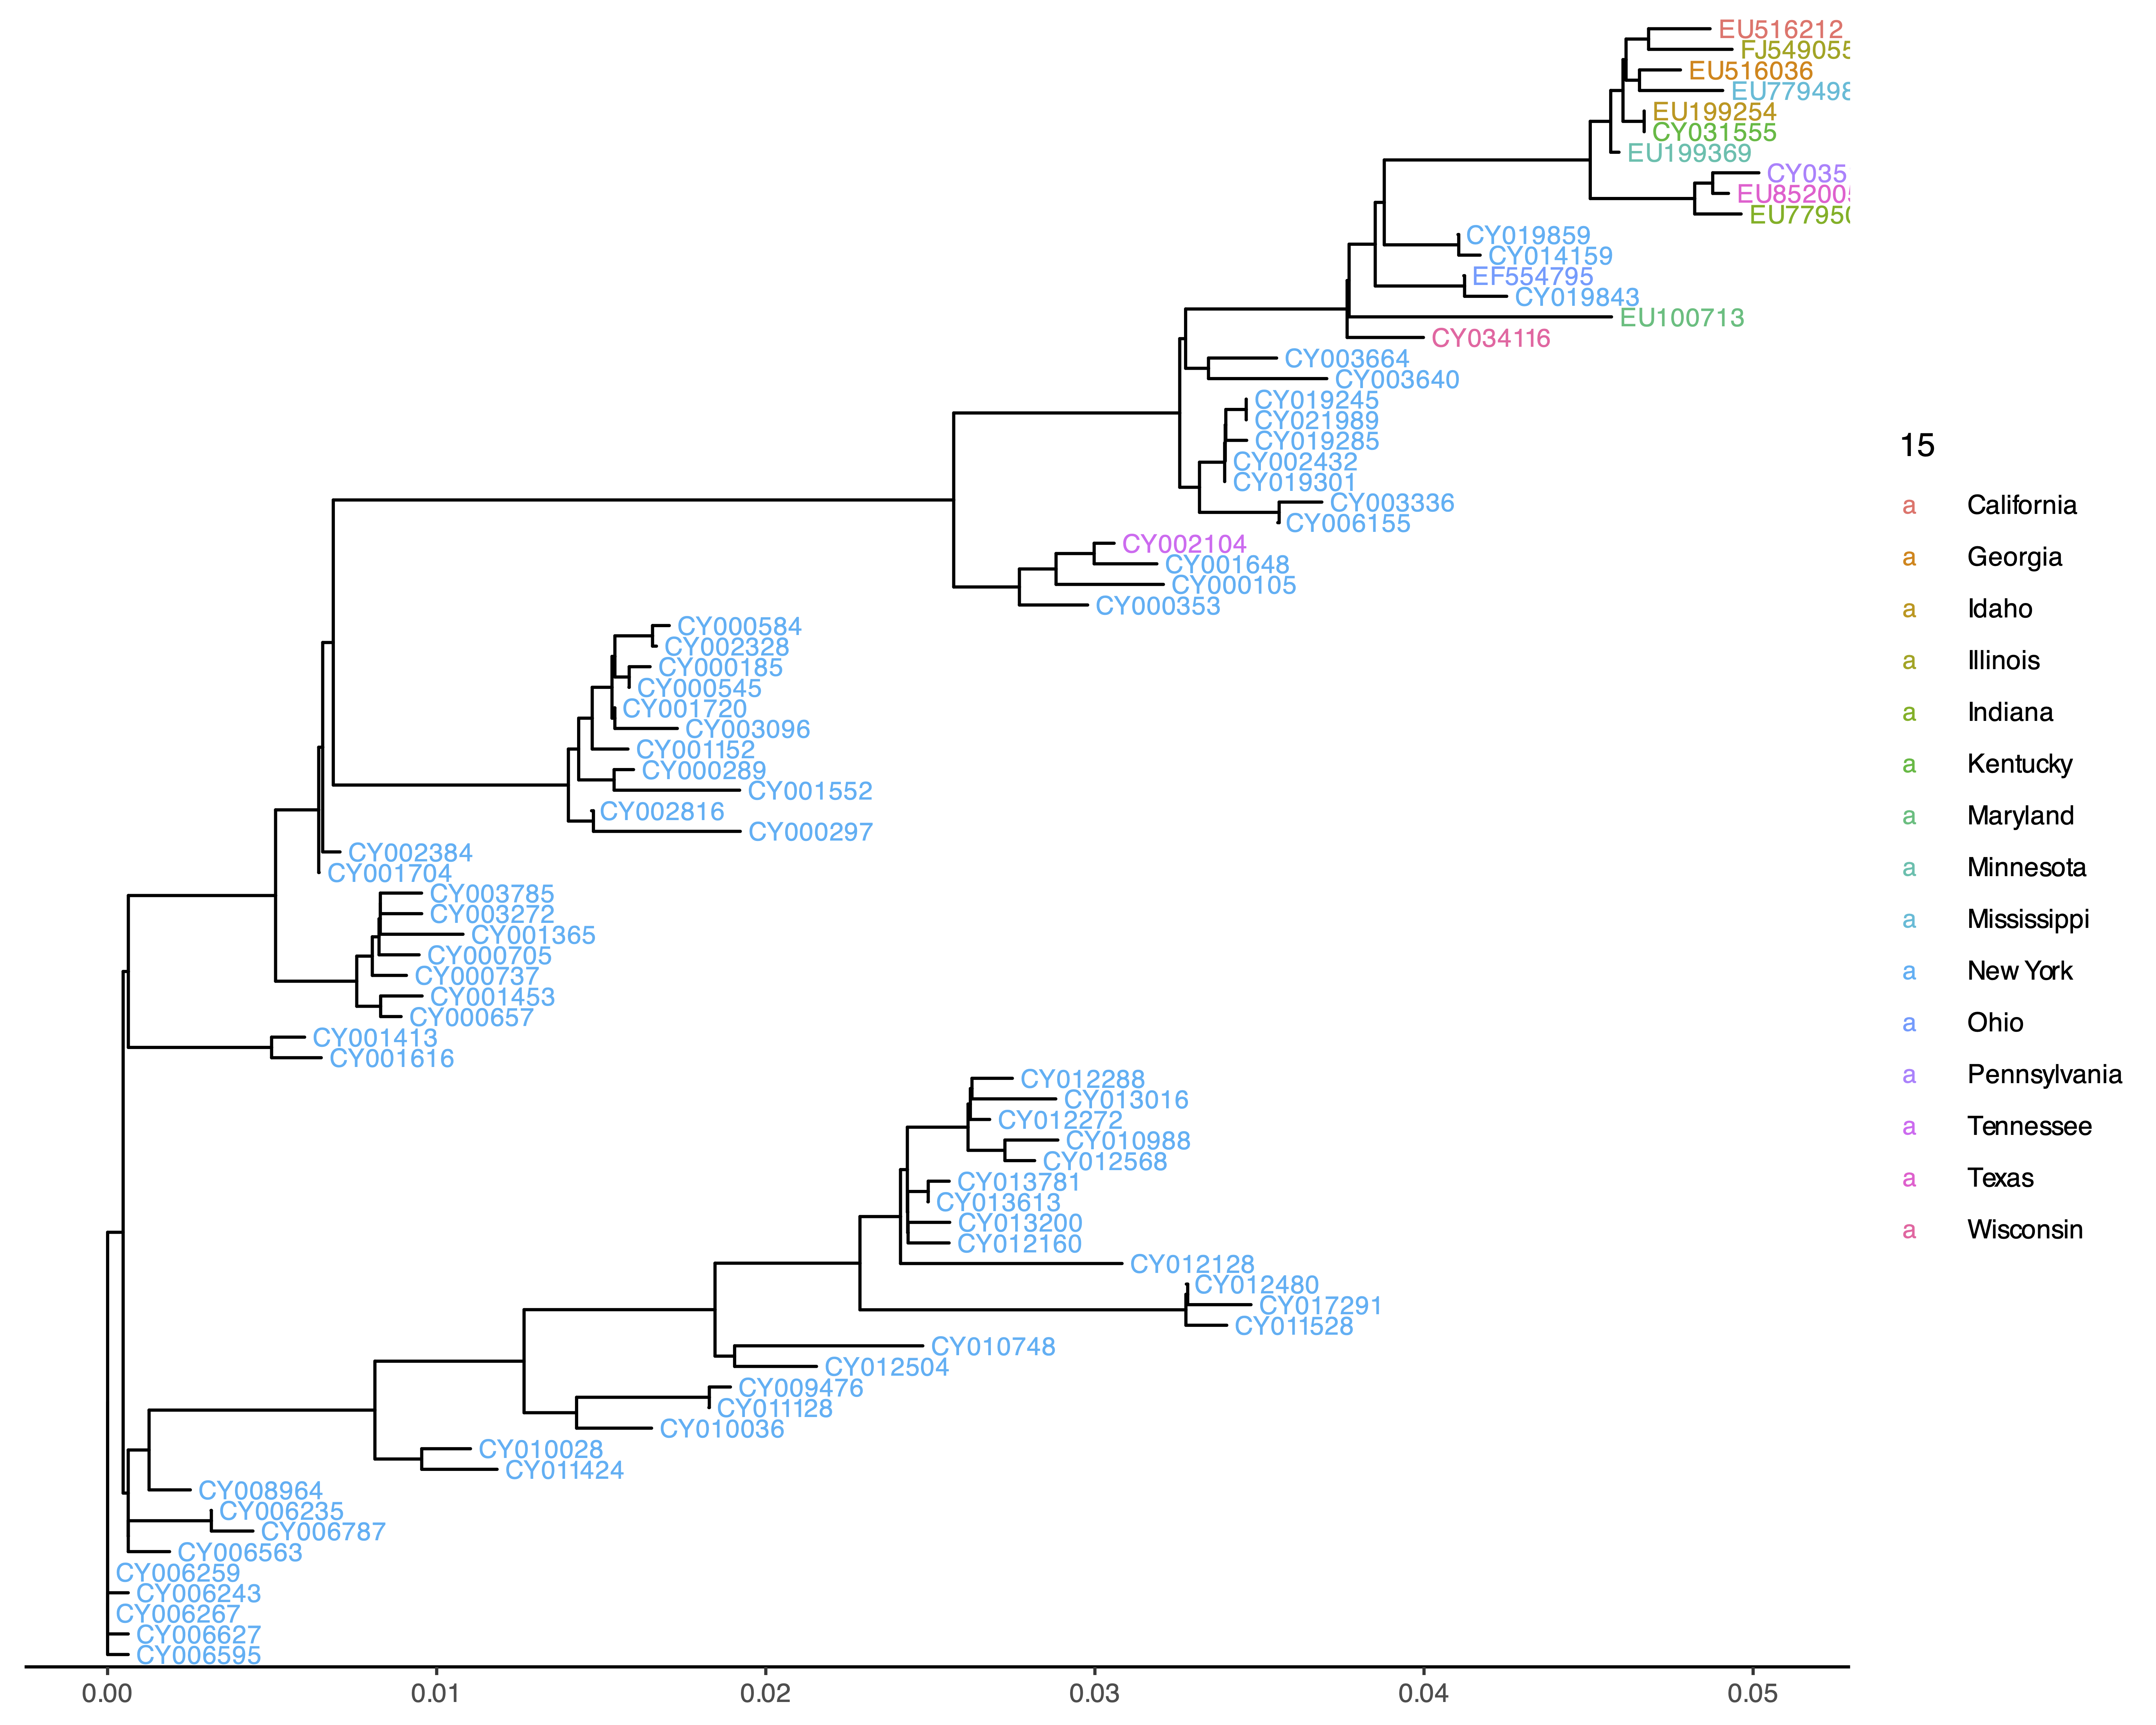 EU516212
FJ549055
EU516036
EU779498
EU199254
CY031555
EU199369
CY035
EU852005
EU7795
CY019859
CY014159
EF554795
CY019843
EU100713
CY034116
CY003664
CY003640
CY019245
CY021989
CY019285
CY002432
CY019301
CY003336
CY006155
CY002104
CY001648
CY000105
CY000353
CY000584
CY002328
CY000185
CY000545
CY001720
CY003096
CY001152
CY000289
CY001552
CY002816
CY000297
CY002384
CY001704
CY003785
CY003272
CY001365
CY000705
CY000737
CY001453
CY000657
CY001413
CY001616
CY012288
CY013016
CY012272
CY010988
CY012568
CY013781
CY013613
CY013200
CY012160
CY012128
CY012480
CY017291
CY011528
CY010748
CY012504
CY009476
CY011128
CY010036
CY010028
CY011424
CY008964
CY006235
CY006787
CY006563
CY006259
CY006243
CY006267
CY006627
CY006595
0.00 0.01 0.02 0.03 0.04 0.05
15
a California
a Georgia
a Idaho
a Illinois
a Indiana
a Kentucky
a Maryland
a Minnesota
a Mississippi
a New York
a Ohio
a Pennsylvania
a Tennessee
a Texas
a Wisconsin